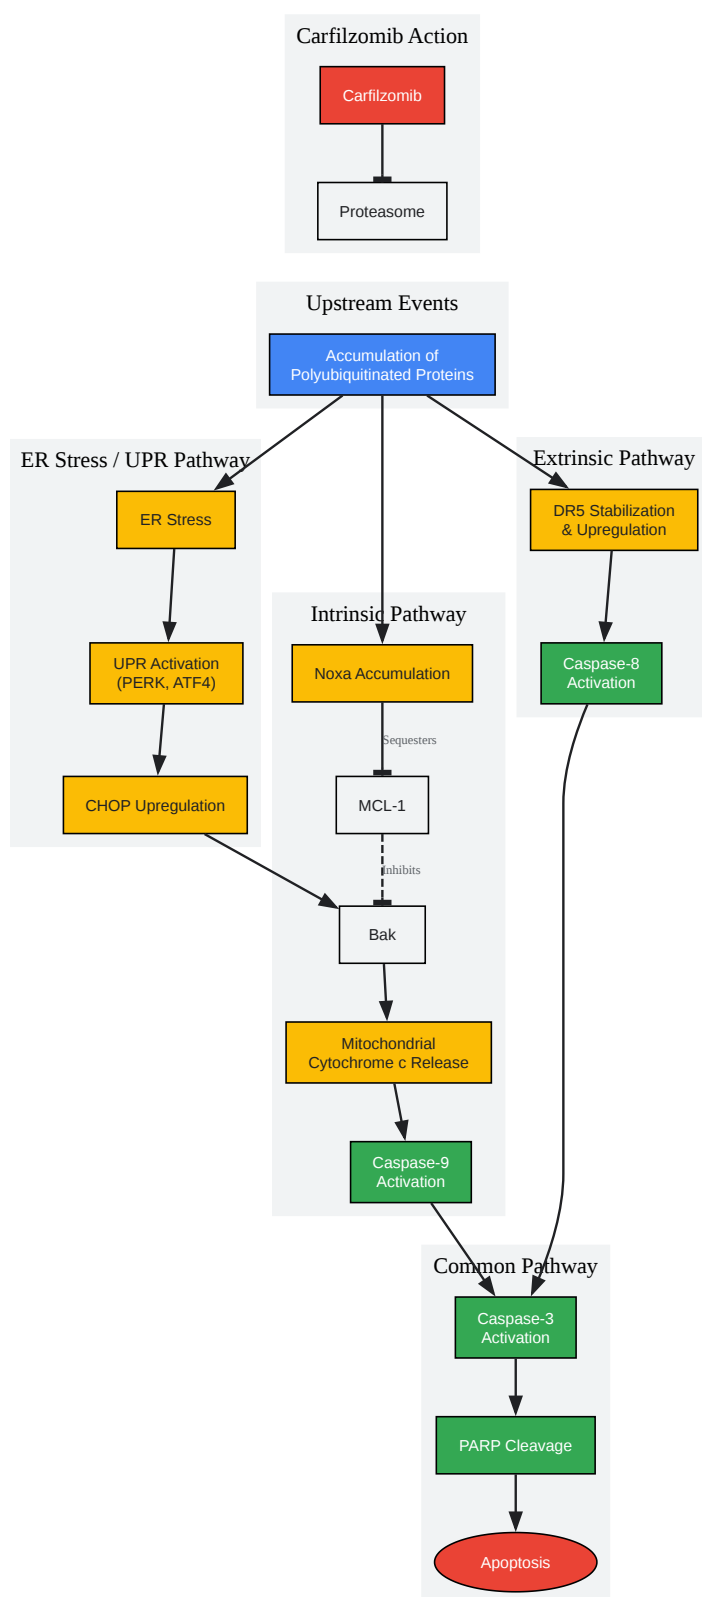 Carfilzomib Action
Carfilzomib
Proteasome
Upstream Events
Accumulation of
Polyubiquitinated Proteins
ER Stress / UPR Pathway
ER Stress
UPR Activation
(PERK, ATF4)
CHOP Upregulation
Extrinsic Pathway
DR5 Stabilization
& Upregulation
Caspase-8
Activation
Intrinsic Pathway
Noxa Accumulation
Sequesters
MCL-1
Inhibits
Bak
Mitochondrial
Cytochrome c Release
Caspase-9
Activation
Common Pathway
Caspase-3
Activation
PARP Cleavage
Apoptosis